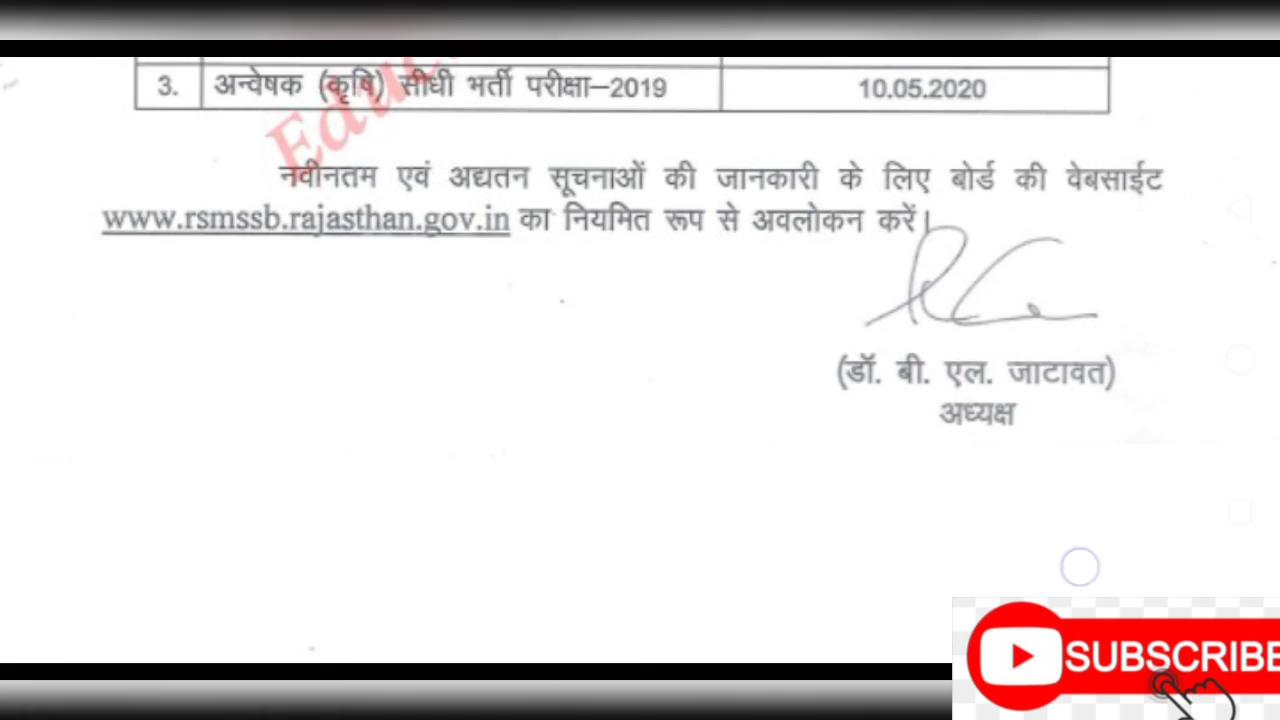 3. अन्वेषक (कृषि) सीधी भर्ती परीक्षा–2019 10.05.2020
नवीनतम एवं अद्यतन सूचनाओं की जानकारी के लिए बोर्ड की वेबसाईट
www.rsmssb.rajasthan.gov.in का नियमित रूप से अवलोकन करें।
(डॉ. बी. एल. जाटावत)
अध्यक्ष
SUBSCRIBE